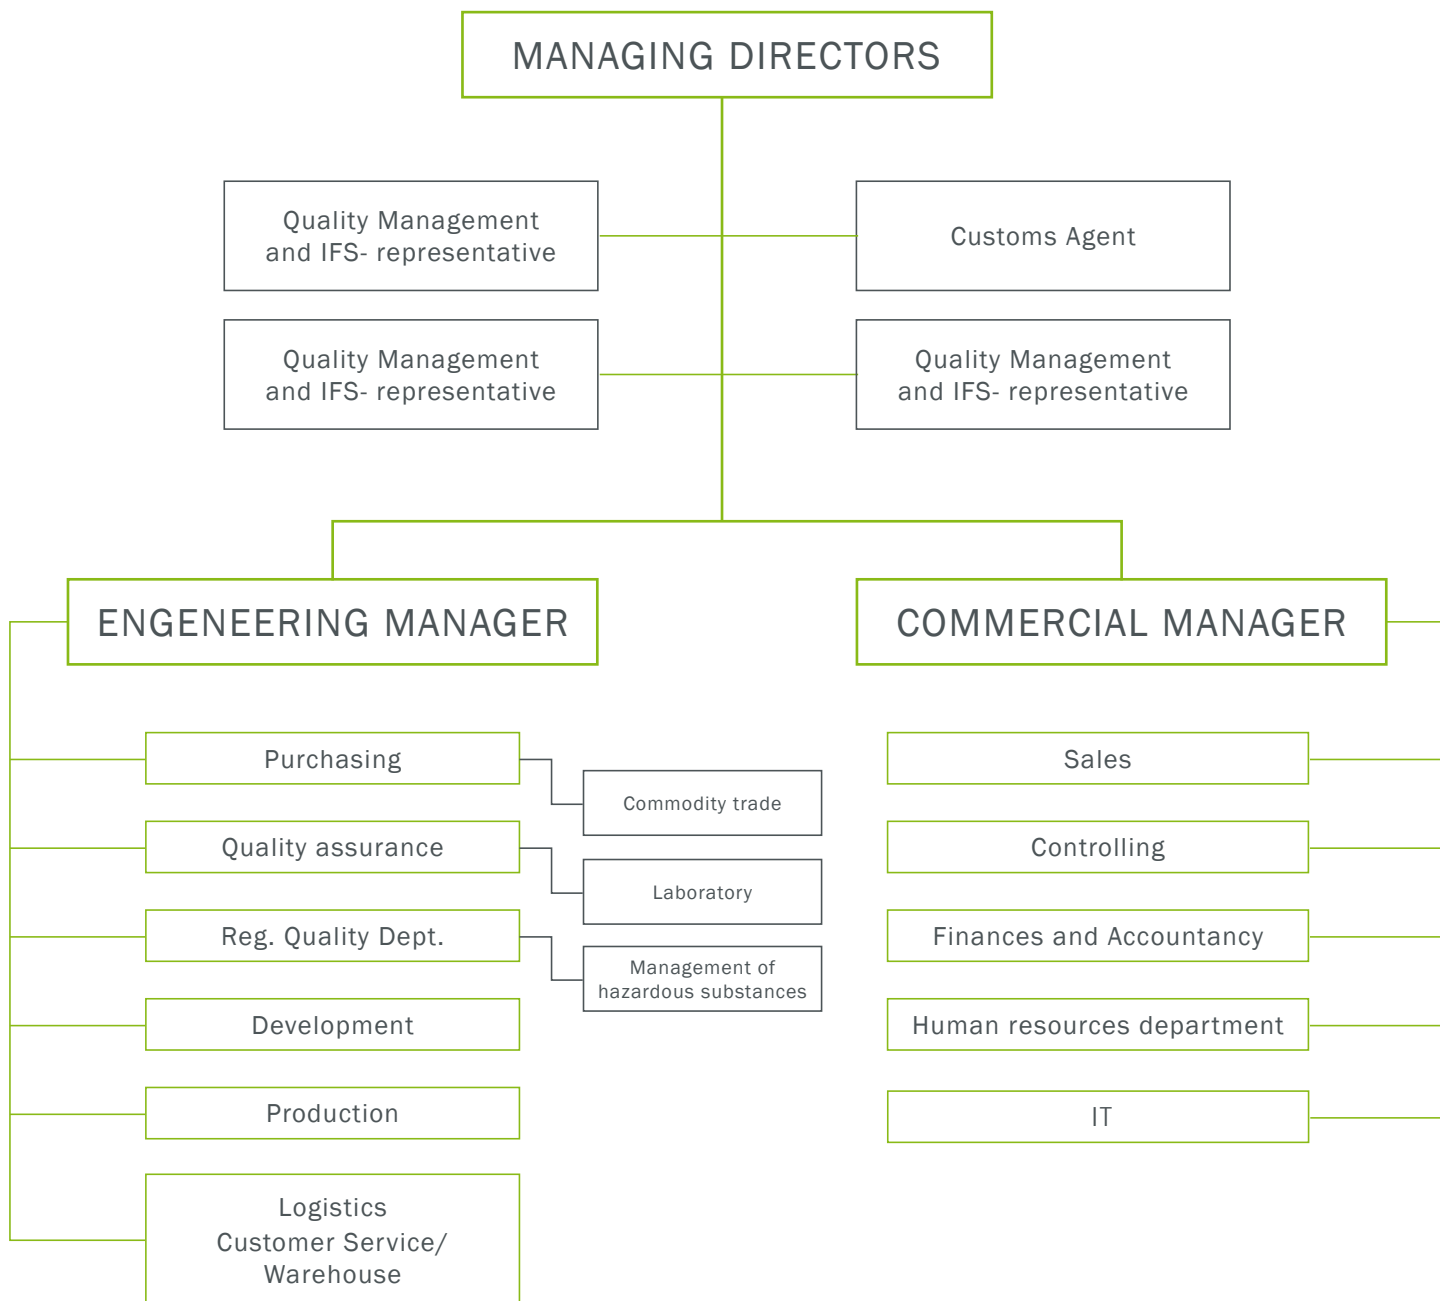 MANAGING DIRECTORS
Quality Management
and IFS- representative
Customs Agent
Quality Management
and IFS- representative
Quality Management
and IFS- representative
ENGENEERING MANAGER
COMMERCIAL MANAGER
Purchasing
Commodity trade
Quality assurance
Laboratory
Reg. Quality Dept.
Management of
hazardous substances
Development
Production
Logistics
Customer Service/
Warehouse
Sales
Controlling
Finances and Accountancy
Human resources department
IT